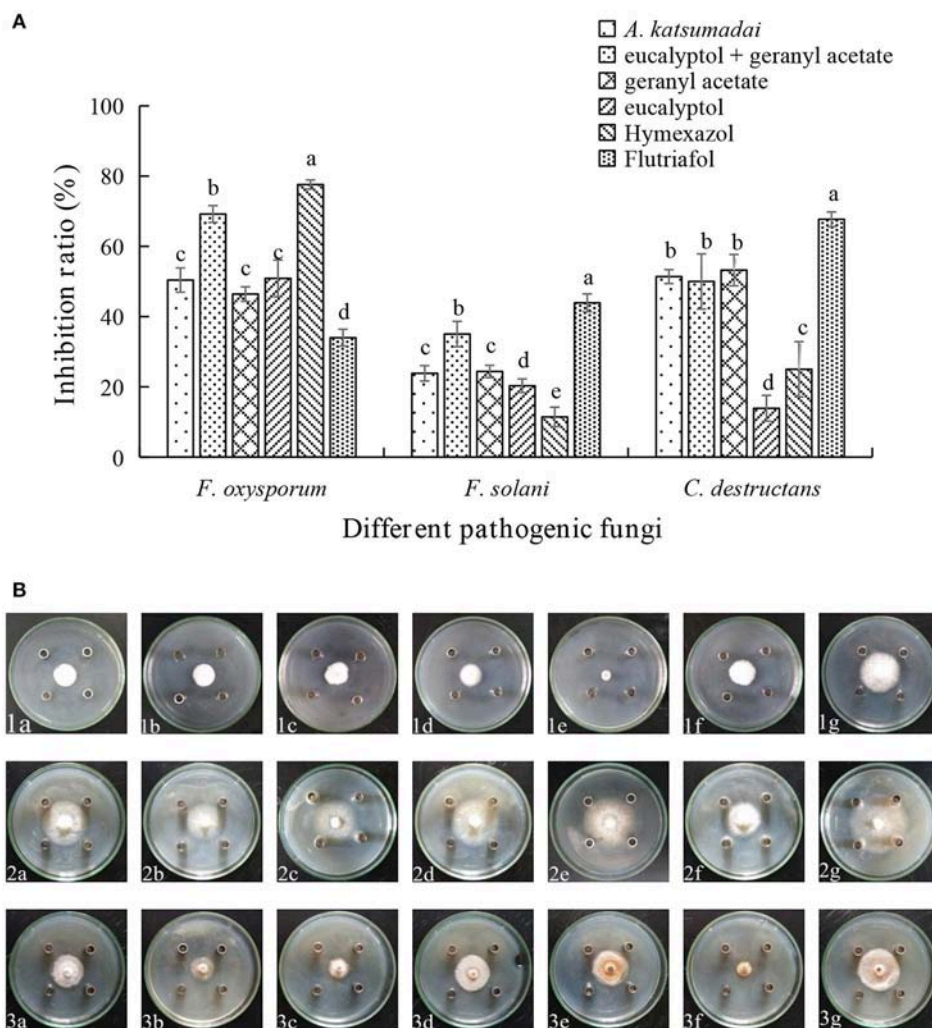 A
A. katsumadai
eucalyptol + geranyl acetate
geranyl acetate
eucalyptol
Hymexazol
Flutriafol
Inhibition ratio (%)
100
80
60
40
20
0
c b c c a d
c b c d e a
b b b d c a
F. oxysporum F. solani C. destructans
Different pathogenic fungi
B
1a 1b 1c 1d 1e 1f 1g
2a 2b 2c 2d 2e 2f 2g
3a 3b 3c 3d 3e 3f 3g